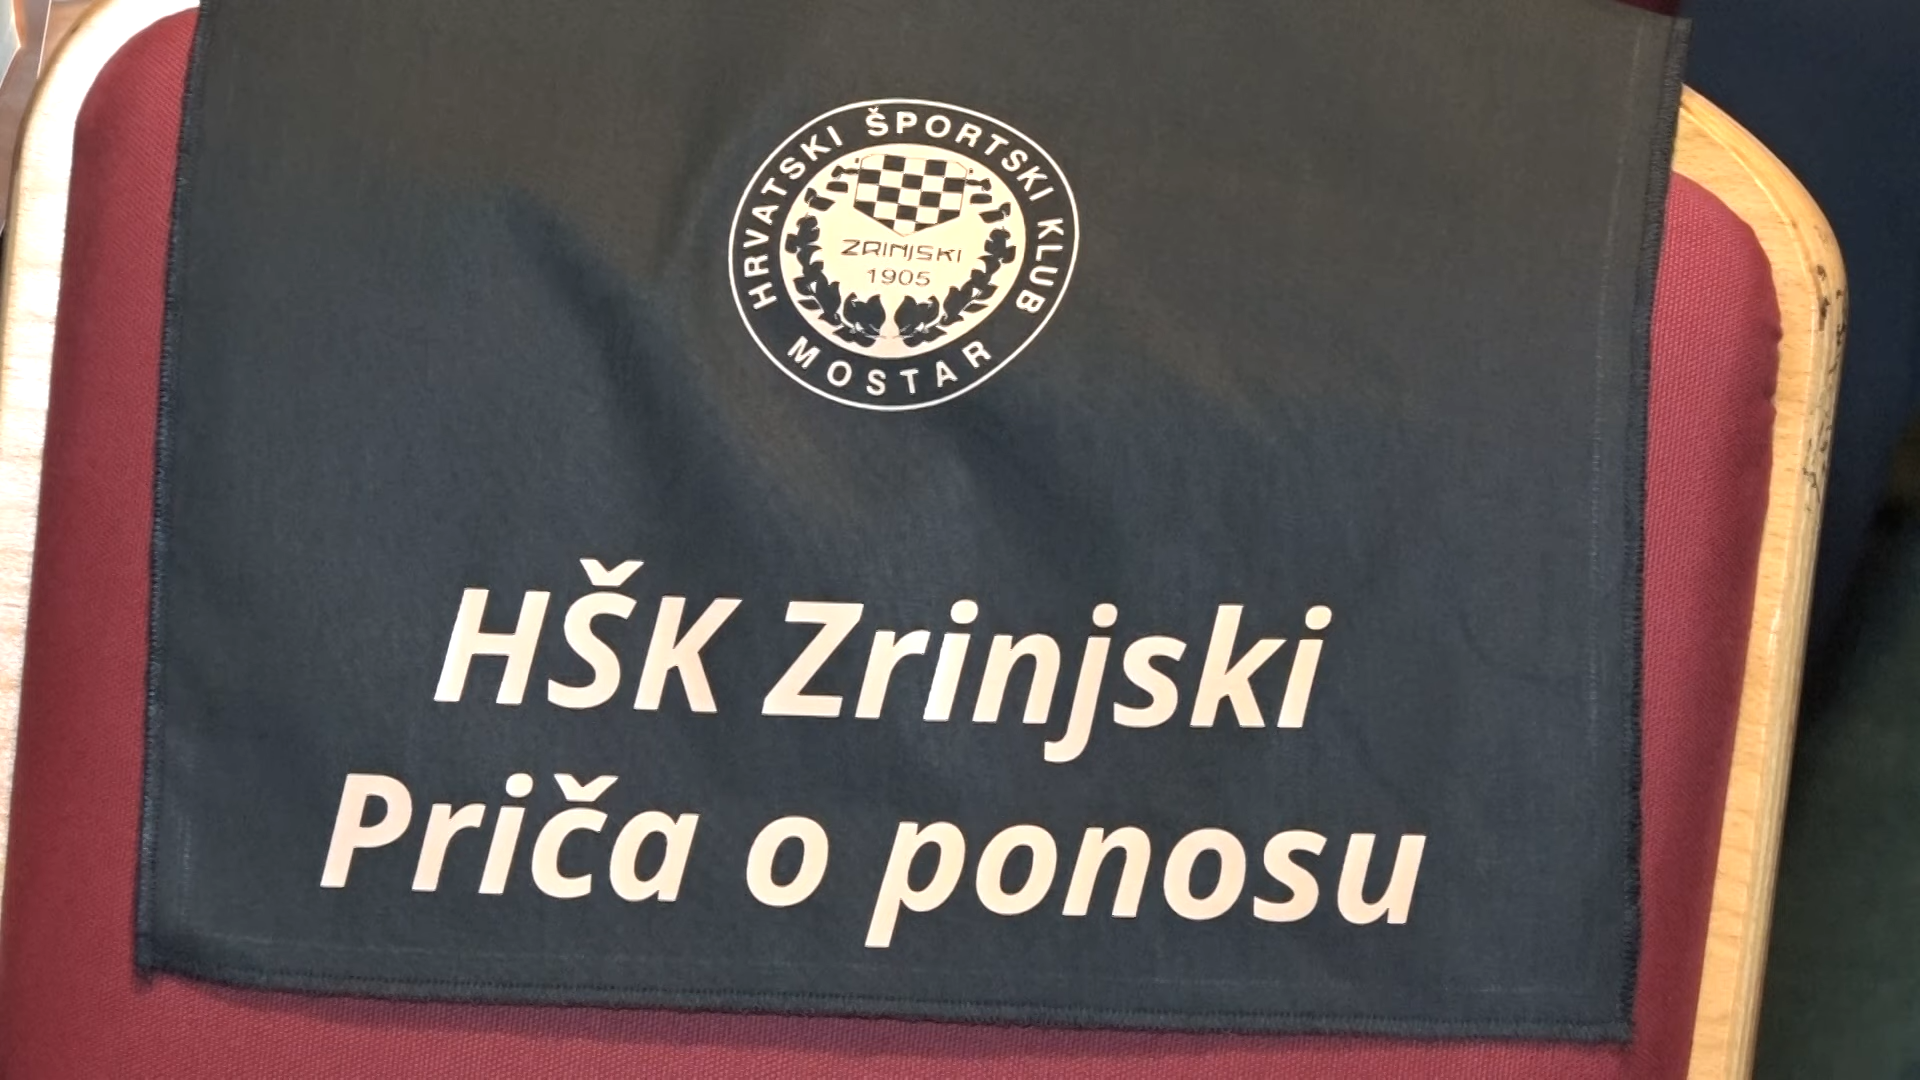 HRVATSKI ŠPORTSKI KLUB
ZRINJSKI
1905
MOSTAR
HŠK Zrinjski
Priča o ponosu